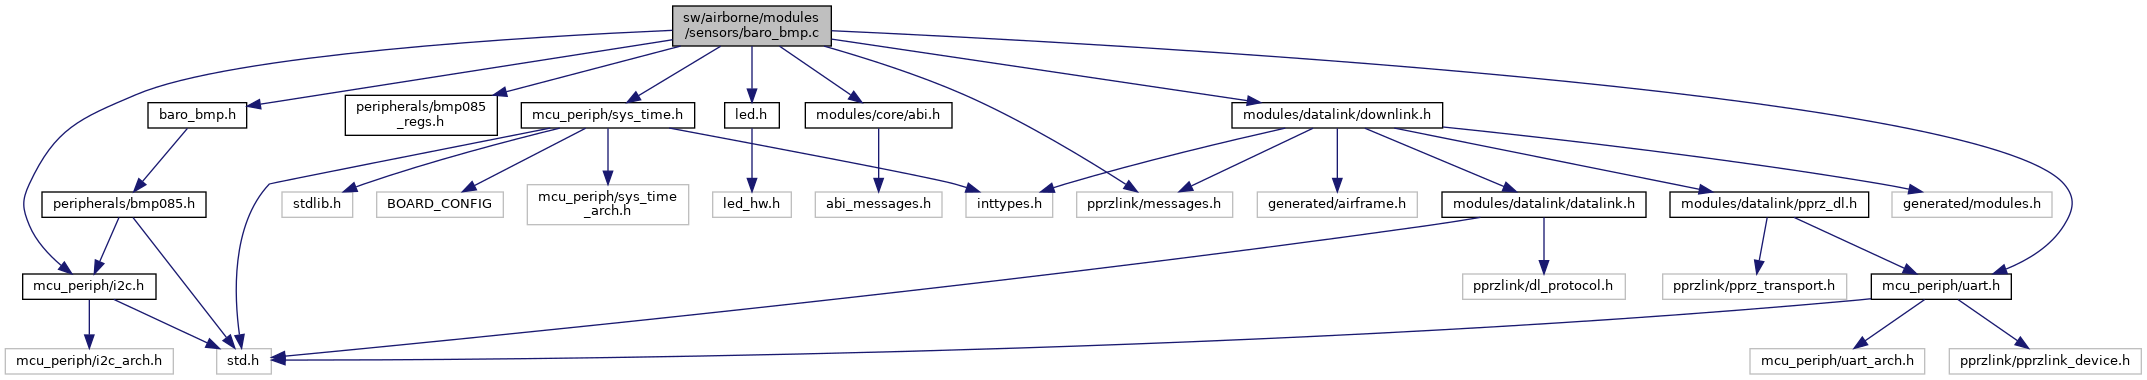 sw/airborne/modules
/sensors/baro_bmp.c
baro_bmp.h
peripherals/bmp085
_regs.h
mcu_periph/sys_time.h
led.h
modules/core/abi.h
modules/datalink/downlink.h
peripherals/bmp085.h
stdlib.h
BOARD_CONFIG
mcu_periph/sys_time
_arch.h
led_hw.h
abi_messages.h
inttypes.h
pprzlink/messages.h
generated/airframe.h
modules/datalink/datalink.h
modules/datalink/pprz_dl.h
generated/modules.h
mcu_periph/i2c.h
pprzlink/dl_protocol.h
pprzlink/pprz_transport.h
mcu_periph/uart.h
mcu_periph/i2c_arch.h
std.h
mcu_periph/uart_arch.h
pprzlink/pprzlink_device.h